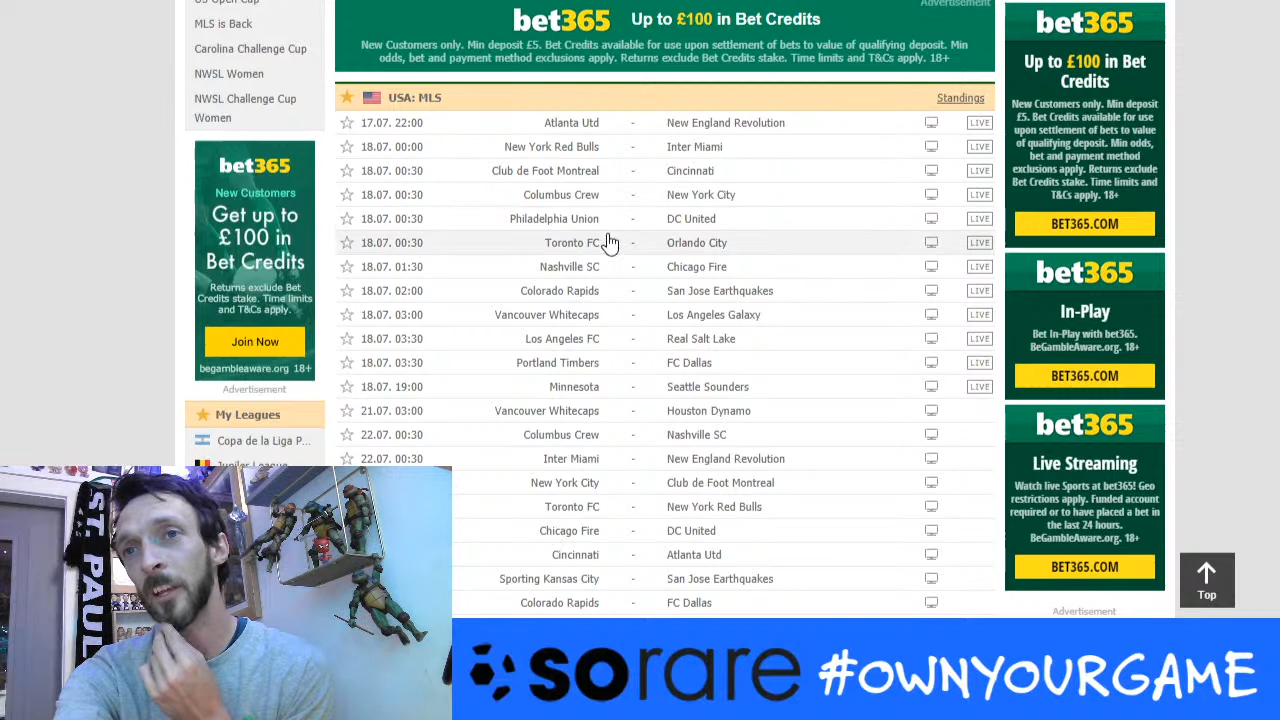 US Open Cup
MLS is Back
Carolina Challenge Cup
NWSL Women
NWSL Challenge Cup
Women
bet365
New Customers
Get up to
£100 in
Bet Credits
Returns exclude Bet
Credits stake. Time limits
and T&Cs apply.
Join Now
begambleaware.org 18+
Advertisement
My Leagues
Copa de la Liga P...
Jupiler League
Advertisement
bet365 Up to £100 in Bet Credits
New Customers only. Min deposit £5. Bet Credits available for use upon settlement of bets to value of qualifying deposit. Min
odds, bet and payment method exclusions apply. Returns exclude Bet Credits stake. Time limits and T&Cs apply. 18+
USA: MLS Standings
17.07. 22:00 Atlanta Utd - New England Revolution LIVE
18.07. 00:00 New York Red Bulls - Inter Miami LIVE
18.07. 00:30 Club de Foot Montreal - Cincinnati LIVE
18.07. 00:30 Columbus Crew - New York City LIVE
18.07. 00:30 Philadelphia Union - DC United LIVE
18.07. 00:30 Toronto FC - Orlando City LIVE
18.07. 01:30 Nashville SC - Chicago Fire LIVE
18.07. 02:00 Colorado Rapids - San Jose Earthquakes LIVE
18.07. 03:00 Vancouver Whitecaps - Los Angeles Galaxy LIVE
18.07. 03:30 Los Angeles FC - Real Salt Lake LIVE
18.07. 03:30 Portland Timbers - FC Dallas LIVE
18.07. 19:00 Minnesota - Seattle Sounders LIVE
21.07. 03:00 Vancouver Whitecaps - Houston Dynamo
22.07. 00:30 Columbus Crew - Nashville SC
22.07. 00:30 Inter Miami - New England Revolution
New York City - Club de Foot Montreal
Toronto FC - New York Red Bulls
Chicago Fire - DC United
Cincinnati - Atlanta Utd
Sporting Kansas City - San Jose Earthquakes
Colorado Rapids - FC Dallas
bet365
Up to £100 in Bet
Credits
New Customers only. Min deposit
£5. Bet Credits available for use
upon settlement of bets to value of
qualifying deposit. Min odds, bet
and payment method exclusions
apply. Returns exclude Bet Credits
stake. Time limits and T&Cs apply.
18+
BET365.COM
bet365
In-Play
Bet In-Play with bet365.
BeGambleAware.org. 18+
BET365.COM
bet365
Live Streaming
Watch live Sports at bet365! Geo
restrictions apply. Funded account
required or to have placed a bet in
the last 24 hours.
BeGambleAware.org. 18+
BET365.COM
Advertisement
Top
ST. PAUL
sorare #OWNYOURGAME